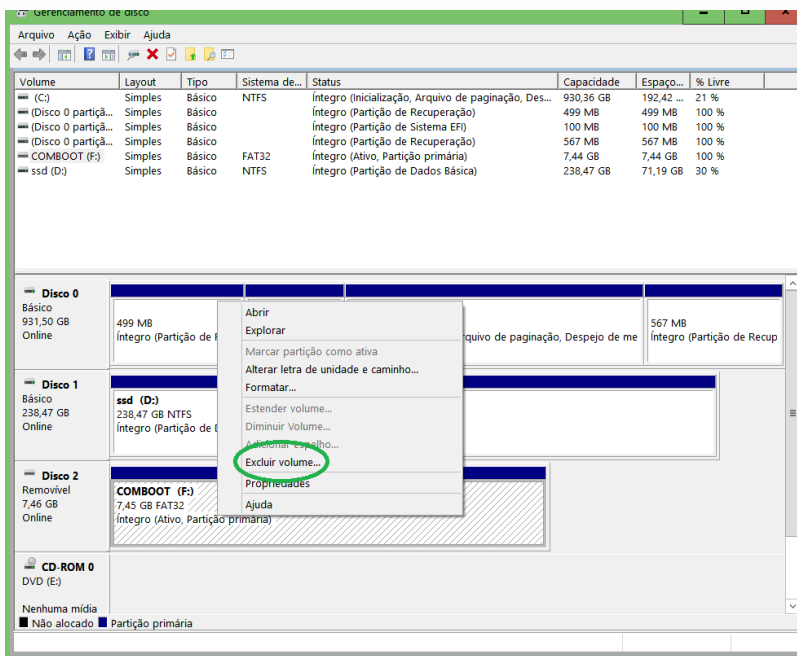 Gerenciamento de disco
Arquivo Ação Exibir Ajuda
Volume Layout Tipo Sistema de... Status Capacidade Espaço... % Livre
(C:) Simples Básico NTFS Íntegro (Inicialização, Arquivo de paginação, Des... 930,36 GB 192,42 ... 21 %
(Disco 0 partiçã... Simples Básico Íntegro (Partição de Recuperação) 499 MB 499 MB 100 %
(Disco 0 partiçã... Simples Básico Íntegro (Partição de Sistema EFI) 100 MB 100 MB 100 %
(Disco 0 partiçã... Simples Básico Íntegro (Partição de Recuperação) 567 MB 567 MB 100 %
COMBOOT (F:) Simples Básico FAT32 Íntegro (Ativo, Partição primária) 7,44 GB 7,44 GB 100 %
ssd (D:) Simples Básico NTFS Íntegro (Partição de Dados Básica) 238,47 GB 71,19 GB 30 %
Disco 0
Básico
931,50 GB
Online
499 MB
Íntegro (Partição de
quivo de paginação, Despejo de me
567 MB
Íntegro (Partição de Recup
Abrir
Explorar
Marcar partição como ativa
Alterar letra de unidade e caminho...
Formatar...
Estender volume...
Diminuir Volume...
Adicionar Espelho...
Excluir volume...
Propriedades
Ajuda
Disco 1
Básico
238,47 GB
Online
ssd (D:)
238,47 GB NTFS
Íntegro (Partição de
Disco 2
Removível
7,46 GB
Online
COMBOOT (F:)
7,45 GB FAT32
Íntegro (Ativo, Partição primária)
CD-ROM 0
DVD (E:)
Nenhuma mídia
Não alocado Partição primária